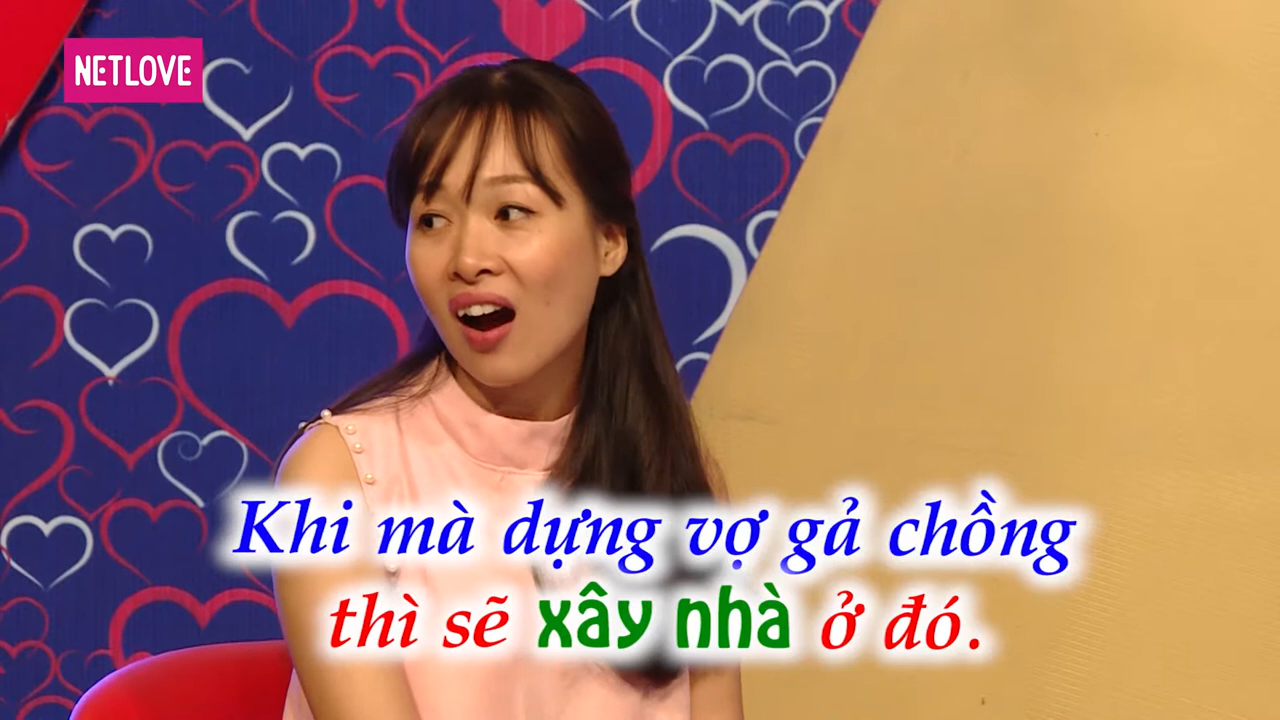 NETLOVE
Khi mà dựng vợ gả chồng
thì sẽ xây nhà ở đó.